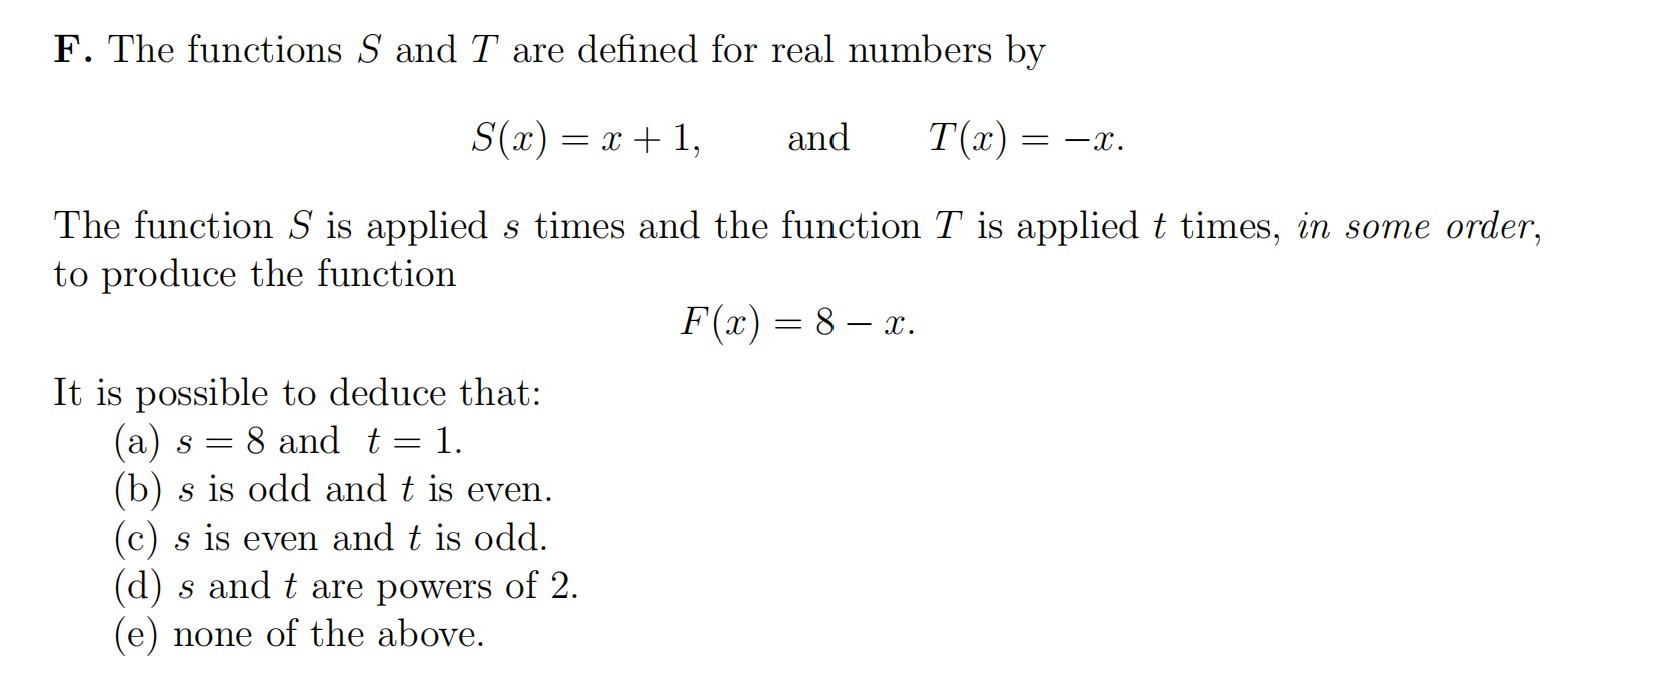 F. The functions S and T are defined for real numbers by
S(x) = x + 1, and T(x) = −x.
The function S is applied s times and the function T is applied t times, in some order,
to produce the function
F(x) = 8 − x.
It is possible to deduce that:
(a) s = 8 and t = 1.
(b) s is odd and t is even.
(c) s is even and t is odd.
(d) s and t are powers of 2.
(e) none of the above.